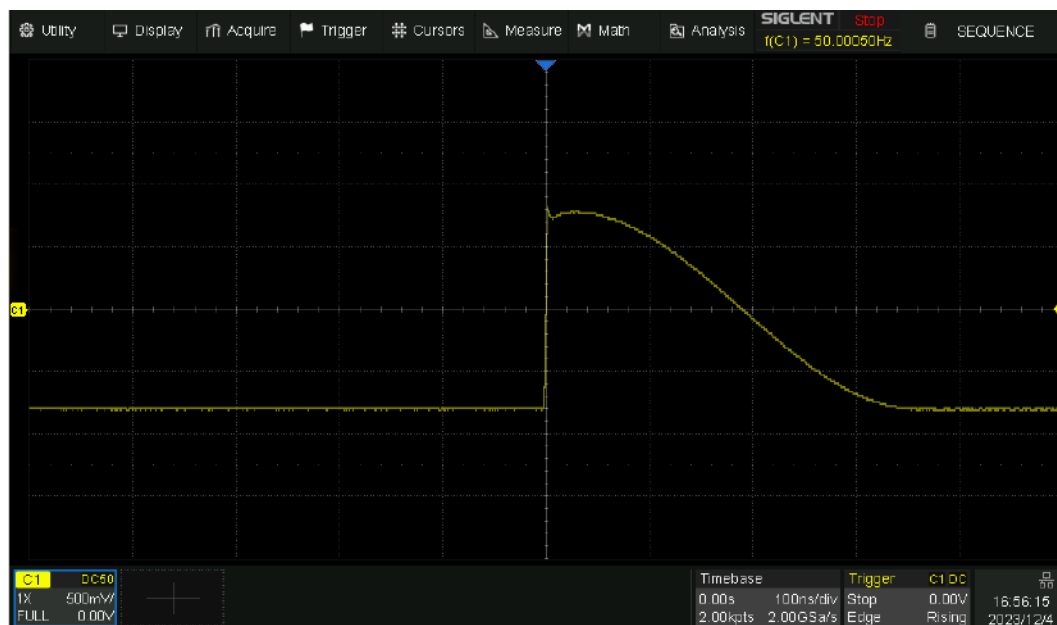 Utility Display Acquire Trigger Cursors Measure Math Analysis SIGLENT Stop SEQUENCE
f(C1) = 50.00050Hz
C1
C1 DC50
1X 500mV/
FULL 0.00V
Timebase
0.00s 100ns/div
2.00kpts 2.00GSa/s
Trigger C1 DC
Stop 0.00V
Edge Rising
16:56:15
2023/12/4